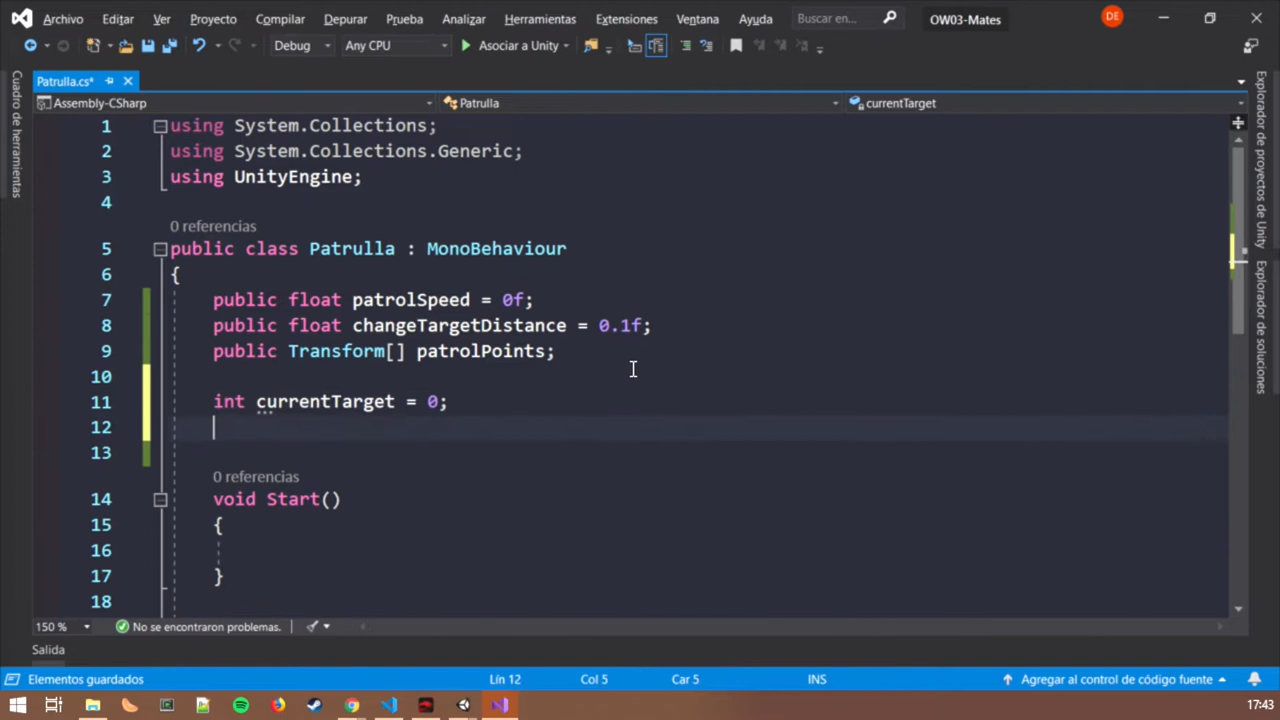 Archivo Editar Ver Proyecto Compilar Depurar Prueba Analizar Herramientas Extensiones Ventana Ayuda Buscar en... OW03-Mates DE
Debug Any CPU Asociar a Unity
Patrulla.cs*
Assembly-CSharp Patrulla currentTarget
Cuadro de herramientas
Explorador de proyectos de Unity
Explorador de soluciones
1 using System.Collections;
2 using System.Collections.Generic;
3 using UnityEngine;
4
0 referencias
5 public class Patrulla : MonoBehaviour
6 {
7 public float patrolSpeed = 0f;
8 public float changeTargetDistance = 0.1f;
9 public Transform[] patrolPoints;
10
11 int currentTarget = 0;
12
13
0 referencias
14 void Start()
15 {
16
17 }
18
150 % No se encontraron problemas.
Salida
Elementos guardados Lín 12 Col 5 Car 5 INS Agregar al control de código fuente
17:43